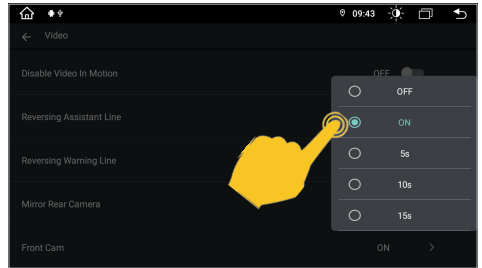 09:43
Video
Disable Video In Motion OFF
Reversing Assistant Line
Reversing Warning Line
Mirror Rear Camera
Front Cam ON
OFF
ON
5s
10s
15s